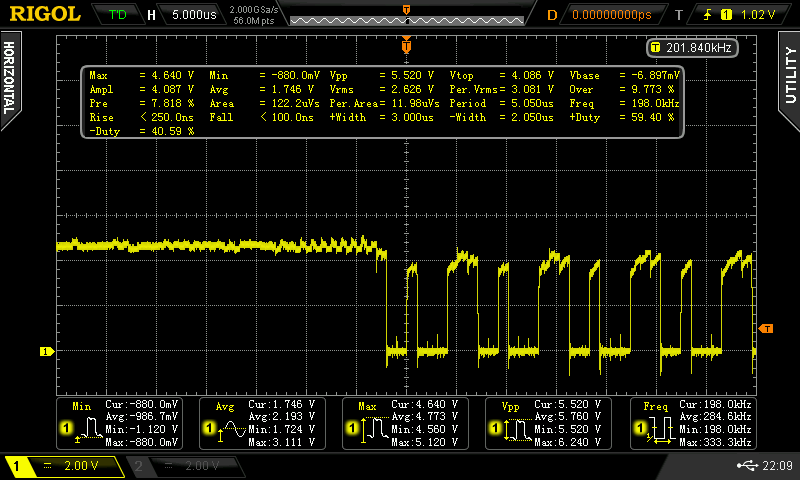 RIGOL T'D H 5.000us 2.000GSa/s 56.0M pts D 0.00000000ps T 1 1.02 V
HORIZONTAL
UTILITY
T
T 201.840kHz
Max = 4.640 V Min = -880.0mV Vpp = 5.520 V Vtop = 4.086 V Vbase = -6.897mV
Ampl = 4.087 V Avg = 1.746 V Vrms = 2.626 V Per.Vrms= 3.081 V Over = 9.773 %
Pre = 7.818 % Area = 122.2uVs Per.Area= 11.98uVs Period = 5.050us Freq = 198.0kHz
Rise < 250.0ns Fall < 100.0ns +Width = 3.000us -Width = 2.050us +Duty = 59.40 %
-Duty = 40.59 %
T
1
Min Cur:-880.0mV Avg Cur:1.746 V Max Cur:4.640 V Vpp Cur:5.520 V Freq Cur:198.0kHz
Avg:-986.7mV Avg:2.193 V Avg:4.773 V Avg:5.760 V Avg:284.6kHz
1 Min:-1.120 V 1 Min:1.724 V 1 Min:4.560 V 1 Min:5.520 V 1 Min:198.0kHz
Max:-880.0mV Max:3.111 V Max:5.120 V Max:6.240 V Max:333.3kHz
1 2.00 V 2 2.00 V 22:09